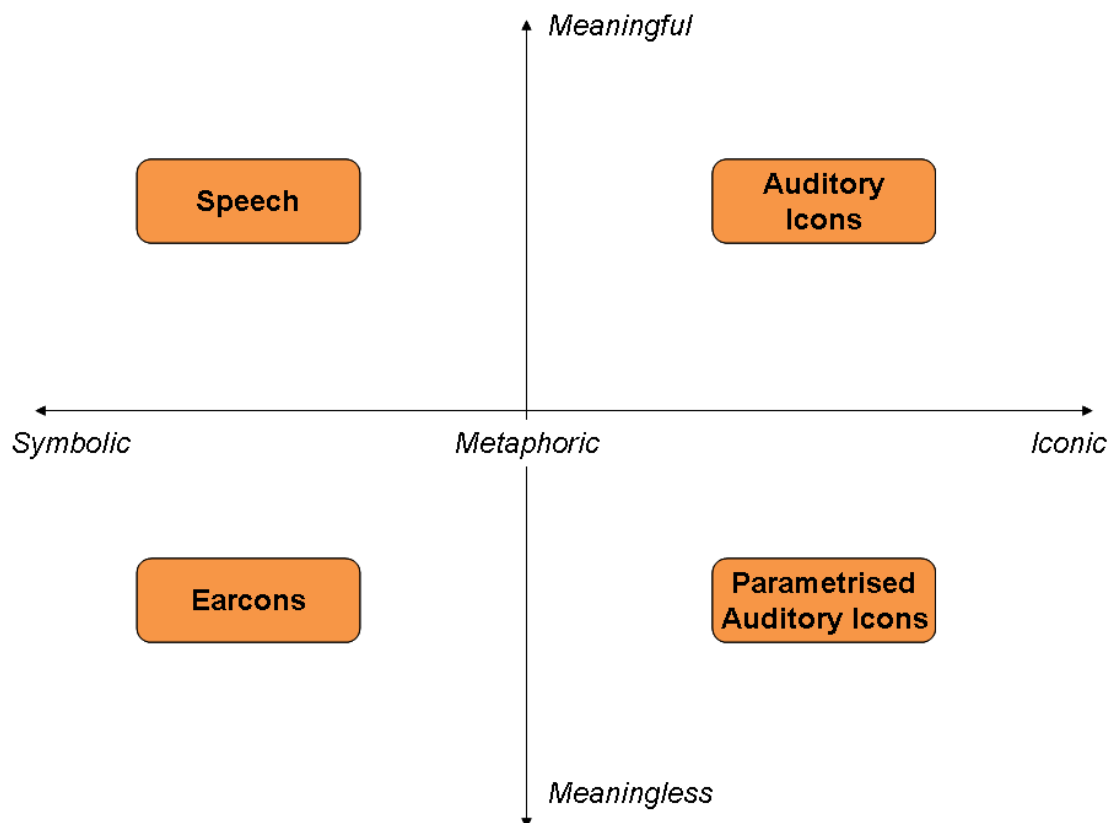 Meaningful
Speech
Auditory
Icons
Symbolic
Metaphoric
Iconic
Earcons
Parametrised
Auditory Icons
Meaningless